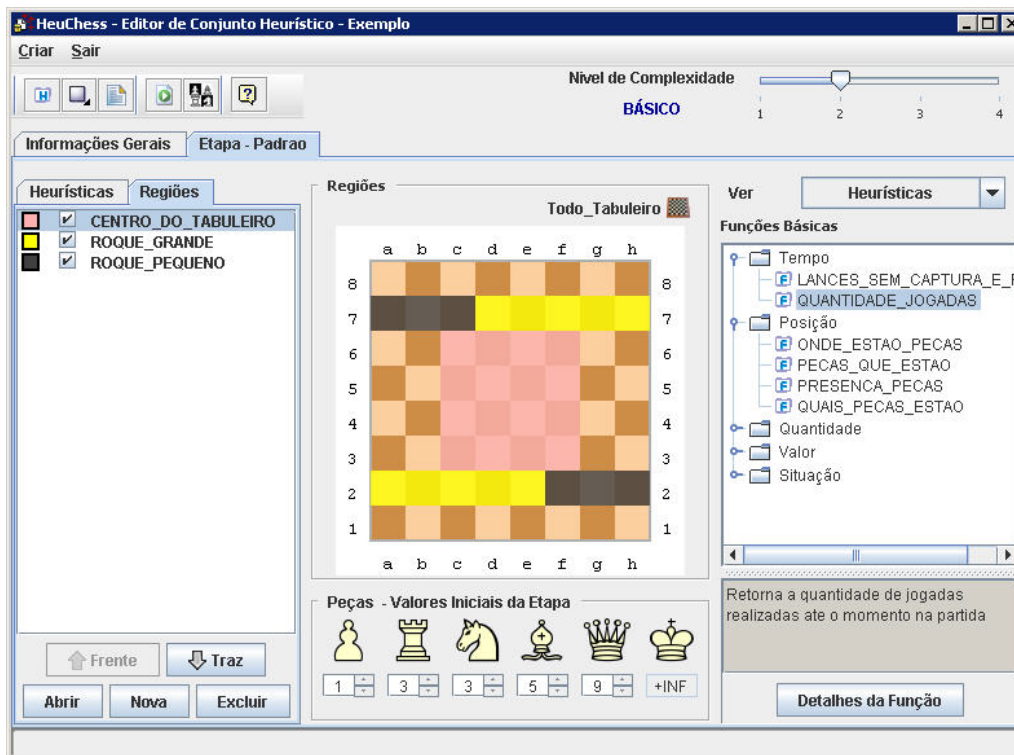 HeuChess - Editor de Conjunto Heurístico - Exemplo
Criar Sair
Nivel de Complexidade
BÁSICO
1 2 3 4
Informações Gerais Etapa - Padrao
Heurísticas Regiões
CENTRO_DO_TABULEIRO
ROQUE_GRANDE
ROQUE_PEQUENO
Frente Traz
Abrir Nova Excluir
Regiões
Todo_Tabuleiro
a b c d e f g h
8 8
7 7
6 6
5 5
4 4
3 3
2 2
1 1
a b c d e f g h
Peças - Valores Iniciais da Etapa
1 3 3 5 9 +INF
Ver Heurísticas
Funções Básicas
Tempo
LANCES_SEM_CAPTURA_E_
QUANTIDADE_JOGADAS
Posição
ONDE_ESTAO_PECAS
PECAS_QUE_ESTAO
PRESENCA_PECAS
QUAIS_PECAS_ESTAO
Quantidade
Valor
Situação
Retorna a quantidade de jogadas
realizadas ate o momento na partida
Detalhes da Função